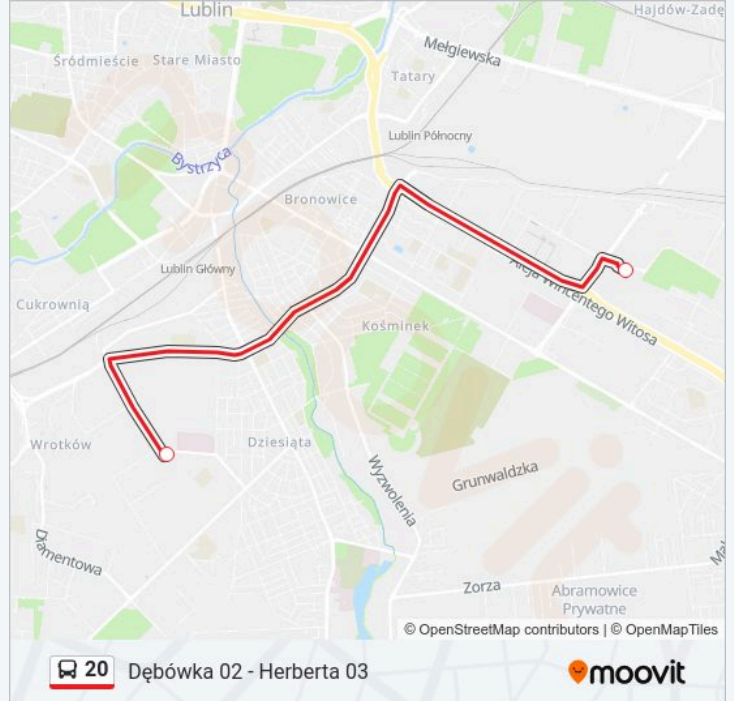 Lublin
Hajdów-Zadę
Mełgiewska
Śródmieście
Stare Miasto
Tatary
Lublin Północny
Bystrzyca
Bronowice
Lublin Główny
Aleja Wincentego Witosa
Cukrownią
Kośminek
Wrotków
Dziesiąta
Wyzwolenia
Grunwaldzka
Diamentowa
Zorza
Abramowice
Prywatne
© OpenStreetMap contributors | © OpenMapTiles
20
Dębówka 02 - Herberta 03
moovit